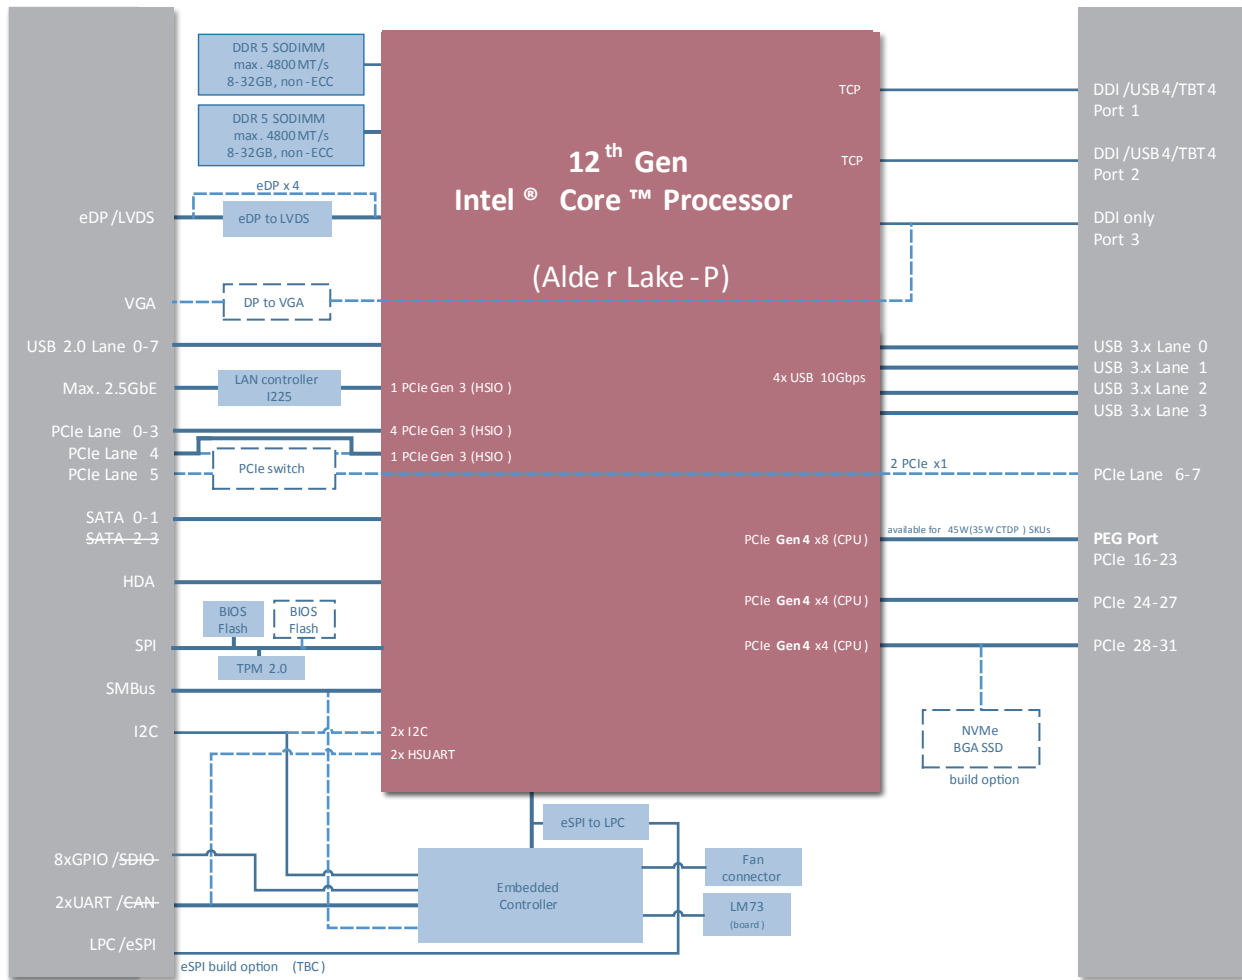 DDR 5 SODIMM
max. 4800MT/s
8-32GB, non-ECC
DDR 5 SODIMM
max. 4800MT/s
8-32GB, non-ECC
eDP x 4
eDP/LVDS
eDP to LVDS
VGA
DP to VGA
USB 2.0 Lane 0-7
Max. 2.5GbE
LAN controller
I225
PCIe Lane 0-3
PCIe Lane 4
PCIe Lane 5
PCIe switch
SATA 0-1
SATA 2-3
HDA
BIOS
Flash
BIOS
Flash
SPI
TPM 2.0
SMBus
I2C
8xGPIO/SDIO
2xUART/CAN
LPC/eSPI
eSPI build option (TBC)
12th Gen
Intel® Core™ Processor
(Alder Lake-P)
1 PCIe Gen 3 (HSIO)
4 PCIe Gen 3 (HSIO)
1 PCIe Gen 3 (HSIO)
2x I2C
2x HSUART
TCP
TCP
4x USB 10Gbps
PCIe Gen4 x8 (CPU)
PCIe Gen4 x4 (CPU)
PCIe Gen4 x4 (CPU)
eSPI to LPC
Embedded
Controller
Fan
connector
LM73
(board)
2 PCIe x1
available for 45W(35W CTDP) SKUs
NVMe
BGA SSD
build option
DDI/USB4/TBT4
Port 1
DDI/USB4/TBT4
Port 2
DDI only
Port 3
USB 3.x Lane 0
USB 3.x Lane 1
USB 3.x Lane 2
USB 3.x Lane 3
PCIe Lane 6-7
PEG Port
PCIe 16-23
PCIe 24-27
PCIe 28-31